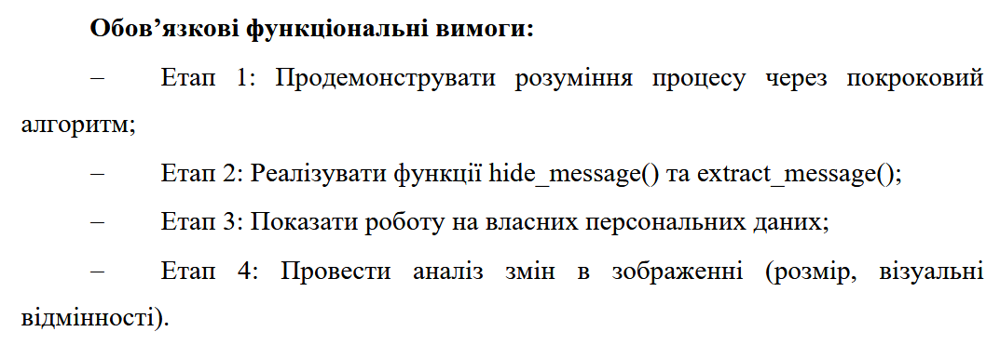 Обов’язкові функціональні вимоги:
– Етап 1: Продемонструвати розуміння процесу через покроковий
алгоритм;
– Етап 2: Реалізувати функції hide_message() та extract_message();
– Етап 3: Показати роботу на власних персональних даних;
– Етап 4: Провести аналіз змін в зображенні (розмір, візуальні
відмінності).